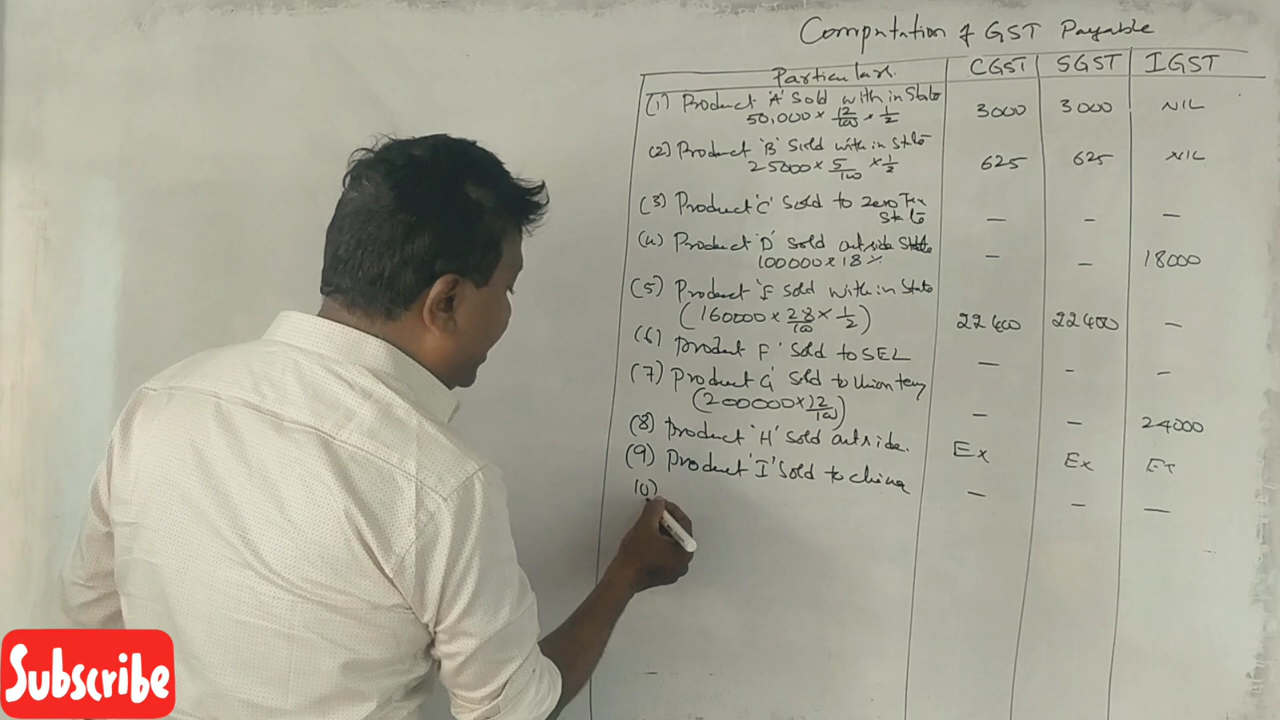 Computation of GST Payable
Particulars. CGST SGST IGST
(1) Product 'A' Sold with in State
50,000 × 12/100 × 1/2 3000 3000 NIL
(2) Product 'B' Sold with in State
25000 × 5/100 × 1/2 625 625 NIL
(3) Product 'C' Sold to Zero Tax
State — - —
(4) Product 'D' Sold outside State
100000 × 18% — - 18000
(5) Product 'E' Sold with in State
(160000 × 28/100 × 1/2) 22400 22400 —
(6) Product F' Sold to SEZ — - -
(7) Product G' Sold to Union Terry
(200000 × 12/100) — - 24000
(8) Product 'H' Sold outside. Ex Ex Ex
(9) Product 'I' Sold to China — - —
10)
Subscribe